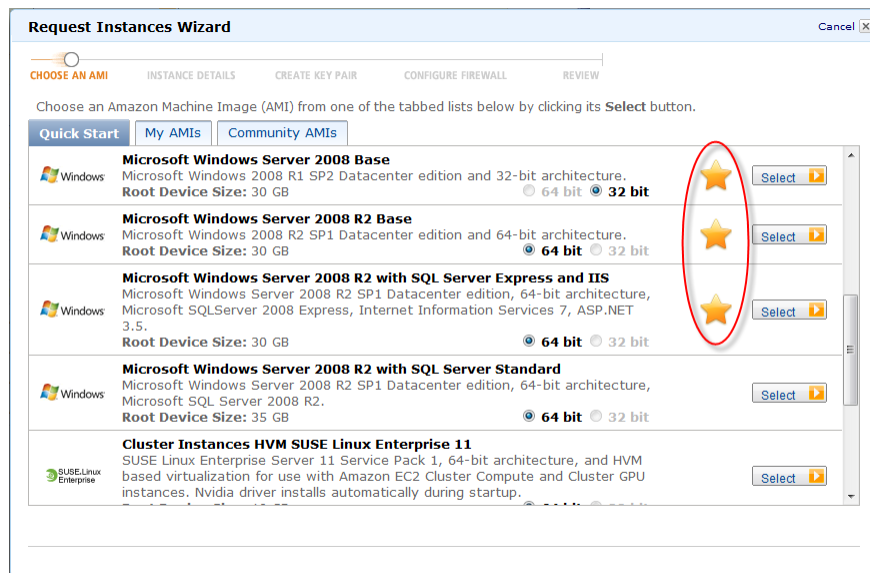 Request Instances Wizard
Cancel
CHOOSE AN AMI INSTANCE DETAILS CREATE KEY PAIR CONFIGURE FIREWALL REVIEW
Choose an Amazon Machine Image (AMI) from one of the tabbed lists below by clicking its Select button.
Quick Start My AMIs Community AMIs
Microsoft Windows Server 2008 Base
Windows Microsoft Windows 2008 R1 SP2 Datacenter edition and 32-bit architecture. Select
Root Device Size: 30 GB 64 bit 32 bit
Microsoft Windows Server 2008 R2 Base
Windows Microsoft Windows 2008 R2 SP1 Datacenter edition and 64-bit architecture. Select
Root Device Size: 30 GB 64 bit 32 bit
Microsoft Windows Server 2008 R2 with SQL Server Express and IIS
Microsoft Windows Server 2008 R2 SP1 Datacenter edition, 64-bit architecture,
Windows Microsoft SQLServer 2008 Express, Internet Information Services 7, ASP.NET Select
3.5.
Root Device Size: 30 GB 64 bit 32 bit
Microsoft Windows Server 2008 R2 with SQL Server Standard
Microsoft Windows Server 2008 R2 SP1 Datacenter edition, 64-bit architecture,
Windows Microsoft SQL Server 2008 R2. Select
Root Device Size: 35 GB 64 bit 32 bit
Cluster Instances HVM SUSE Linux Enterprise 11
SUSE Linux Enterprise Server 11 Service Pack 1, 64-bit architecture, and HVM
SUSE.Linux Enterprise based virtualization for use with Amazon EC2 Cluster Compute and Cluster GPU Select
instances. Nvidia driver installs automatically during startup.